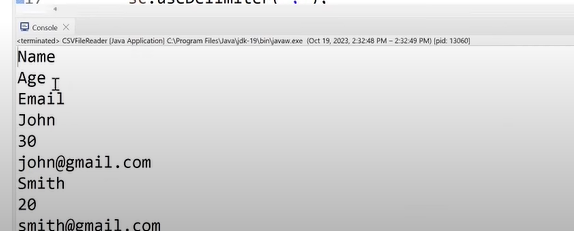 Console
<terminated> CSVFileReader [Java Application] C:\Program Files\Java\jdk-19\bin\javaw.exe (Oct 19, 2023, 2:32:48 PM – 2:32:49 PM) [pid: 13060]
Name
Age
Email
John
30
john@gmail.com
Smith
20
smith@gmail.com